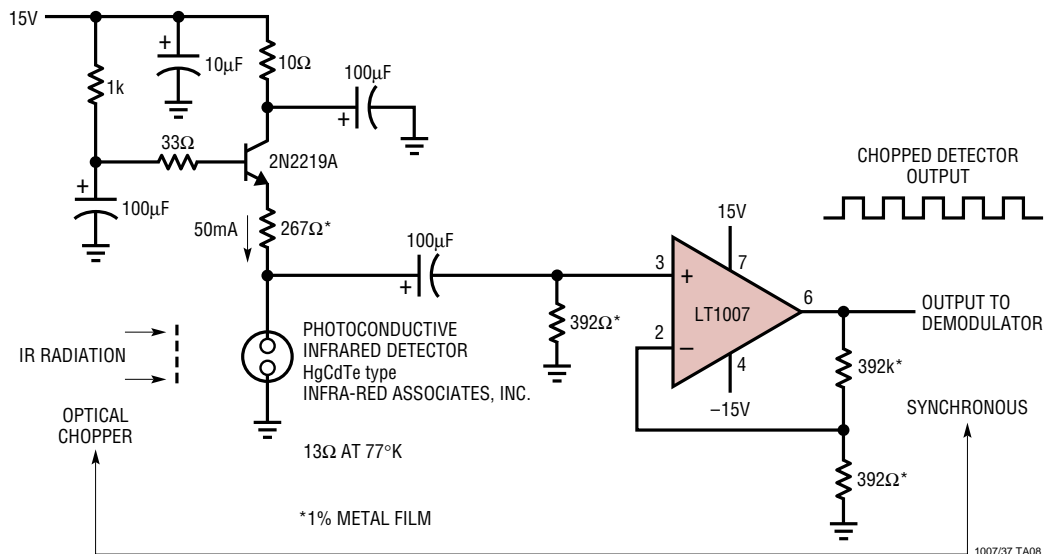 15V
+
10µF
10Ω
1k
100µF
+
33Ω
2N2219A
+
100µF
50mA
267Ω*
100µF
+
CHOPPED DETECTOR
OUTPUT
15V
3
+
7
LT1007
6
2
–
4
–15V
392Ω*
OUTPUT TO
DEMODULATOR
392k*
IR RADIATION
PHOTOCONDUCTIVE
INFRARED DETECTOR
HgCdTe type
INFRA-RED ASSOCIATES, INC.
OPTICAL
CHOPPER
SYNCHRONOUS
13Ω AT 77°K
392Ω*
*1% METAL FILM
1007/37 TA08